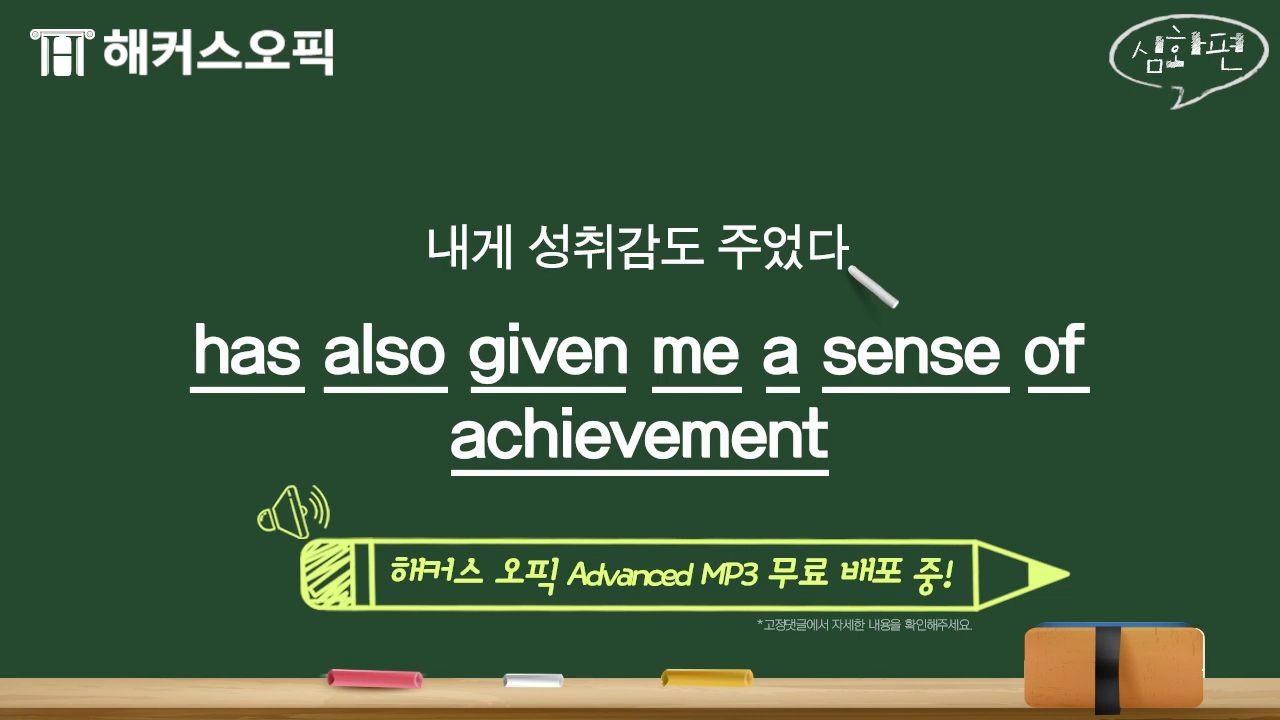 해커스오픽
심화편
내게 성취감도 주었다
has also given me a sense of
achievement
해커스 오픽 Advanced MP3 무료 배포 중!
*고정댓글에서 자세한 내용을 확인해주세요.